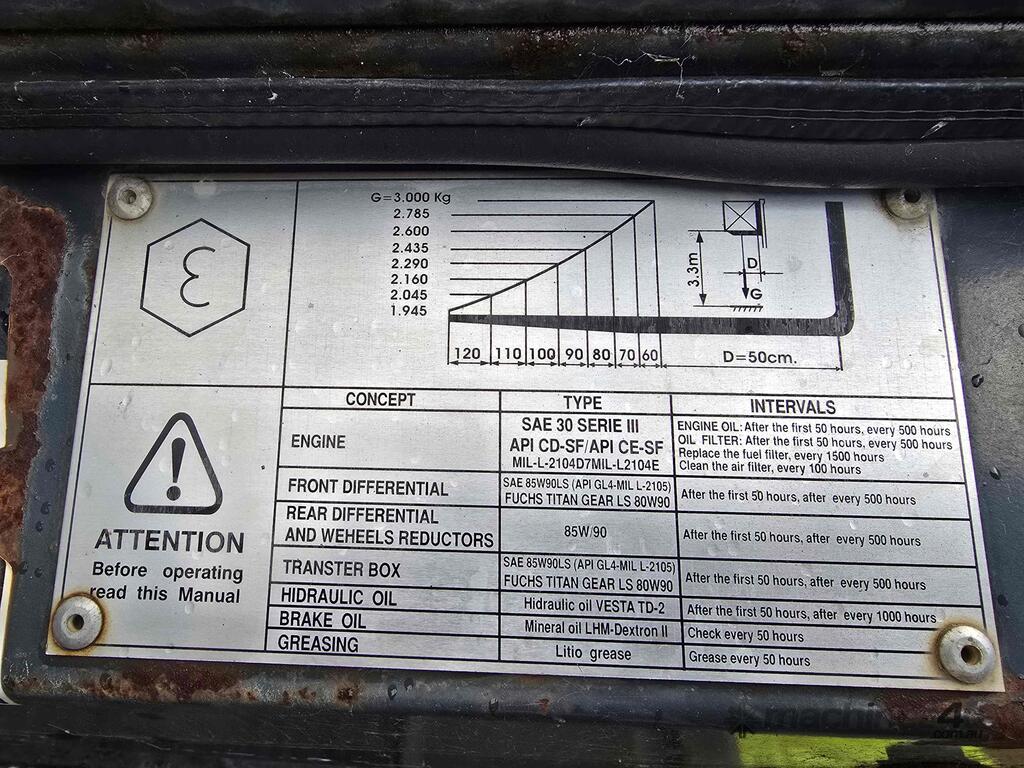 Ɛ
G=3.000 Kg
2.785
2.600
2.435
2.290
2.160
2.045
1.945
3.3m
D
G
120 110 100 90 80 70 60 D=50cm.
ATTENTION
Before operating
read this Manual
CONCEPT TYPE INTERVALS
ENGINE
SAE 30 SERIE III
API CD-SF/API CE-SF
MIL-L-2104D7MIL-L2104E
ENGINE OIL: After the first 50 hours, every 500 hours
OIL FILTER: After the first 50 hours, every 500 hours
Replace the fuel filter, every 1500 hours
Clean the air filter, every 100 hours
FRONT DIFFERENTIAL
SAE 85W90LS (API GL4-MIL L-2105)
FUCHS TITAN GEAR LS 80W90
After the first 50 hours, after every 500 hours
REAR DIFFERENTIAL
AND WEHEELS REDUCTORS
85W/90
After the first 50 hours, after every 500 hours
TRANSTER BOX
SAE 85W90LS (API GL4-MIL L-2105)
FUCHS TITAN GEAR LS 80W90
After the first 50 hours, after every 500 hours
HIDRAULIC OIL Hidraulic oil VESTA TD-2 After the first 50 hours, after every 1000 hours
BRAKE OIL Mineral oil LHM-Dextron II Check every 50 hours
GREASING Litio grease Grease every 50 hours
machines4
com.au